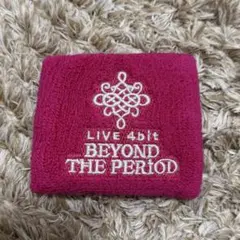 LIVE 4bit
BEYOND
THE PERIOD